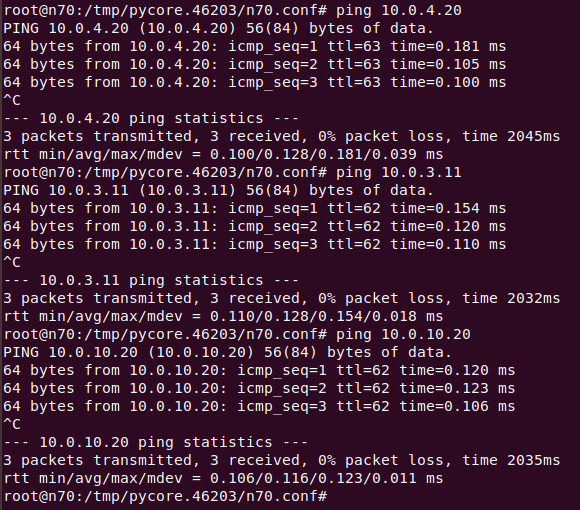 root@n70:/tmp/pycore.46203/n70.conf# ping 10.0.4.20
PING 10.0.4.20 (10.0.4.20) 56(84) bytes of data.
64 bytes from 10.0.4.20: icmp_seq=1 ttl=63 time=0.181 ms
64 bytes from 10.0.4.20: icmp_seq=2 ttl=63 time=0.105 ms
64 bytes from 10.0.4.20: icmp_seq=3 ttl=63 time=0.100 ms
^C
--- 10.0.4.20 ping statistics ---
3 packets transmitted, 3 received, 0% packet loss, time 2045ms
rtt min/avg/max/mdev = 0.100/0.128/0.181/0.039 ms
root@n70:/tmp/pycore.46203/n70.conf# ping 10.0.3.11
PING 10.0.3.11 (10.0.3.11) 56(84) bytes of data.
64 bytes from 10.0.3.11: icmp_seq=1 ttl=62 time=0.154 ms
64 bytes from 10.0.3.11: icmp_seq=2 ttl=62 time=0.120 ms
64 bytes from 10.0.3.11: icmp_seq=3 ttl=62 time=0.110 ms
^C
--- 10.0.3.11 ping statistics ---
3 packets transmitted, 3 received, 0% packet loss, time 2032ms
rtt min/avg/max/mdev = 0.110/0.128/0.154/0.018 ms
root@n70:/tmp/pycore.46203/n70.conf# ping 10.0.10.20
PING 10.0.10.20 (10.0.10.20) 56(84) bytes of data.
64 bytes from 10.0.10.20: icmp_seq=1 ttl=62 time=0.120 ms
64 bytes from 10.0.10.20: icmp_seq=2 ttl=62 time=0.123 ms
64 bytes from 10.0.10.20: icmp_seq=3 ttl=62 time=0.106 ms
^C
--- 10.0.10.20 ping statistics ---
3 packets transmitted, 3 received, 0% packet loss, time 2035ms
rtt min/avg/max/mdev = 0.106/0.116/0.123/0.011 ms
root@n70:/tmp/pycore.46203/n70.conf#